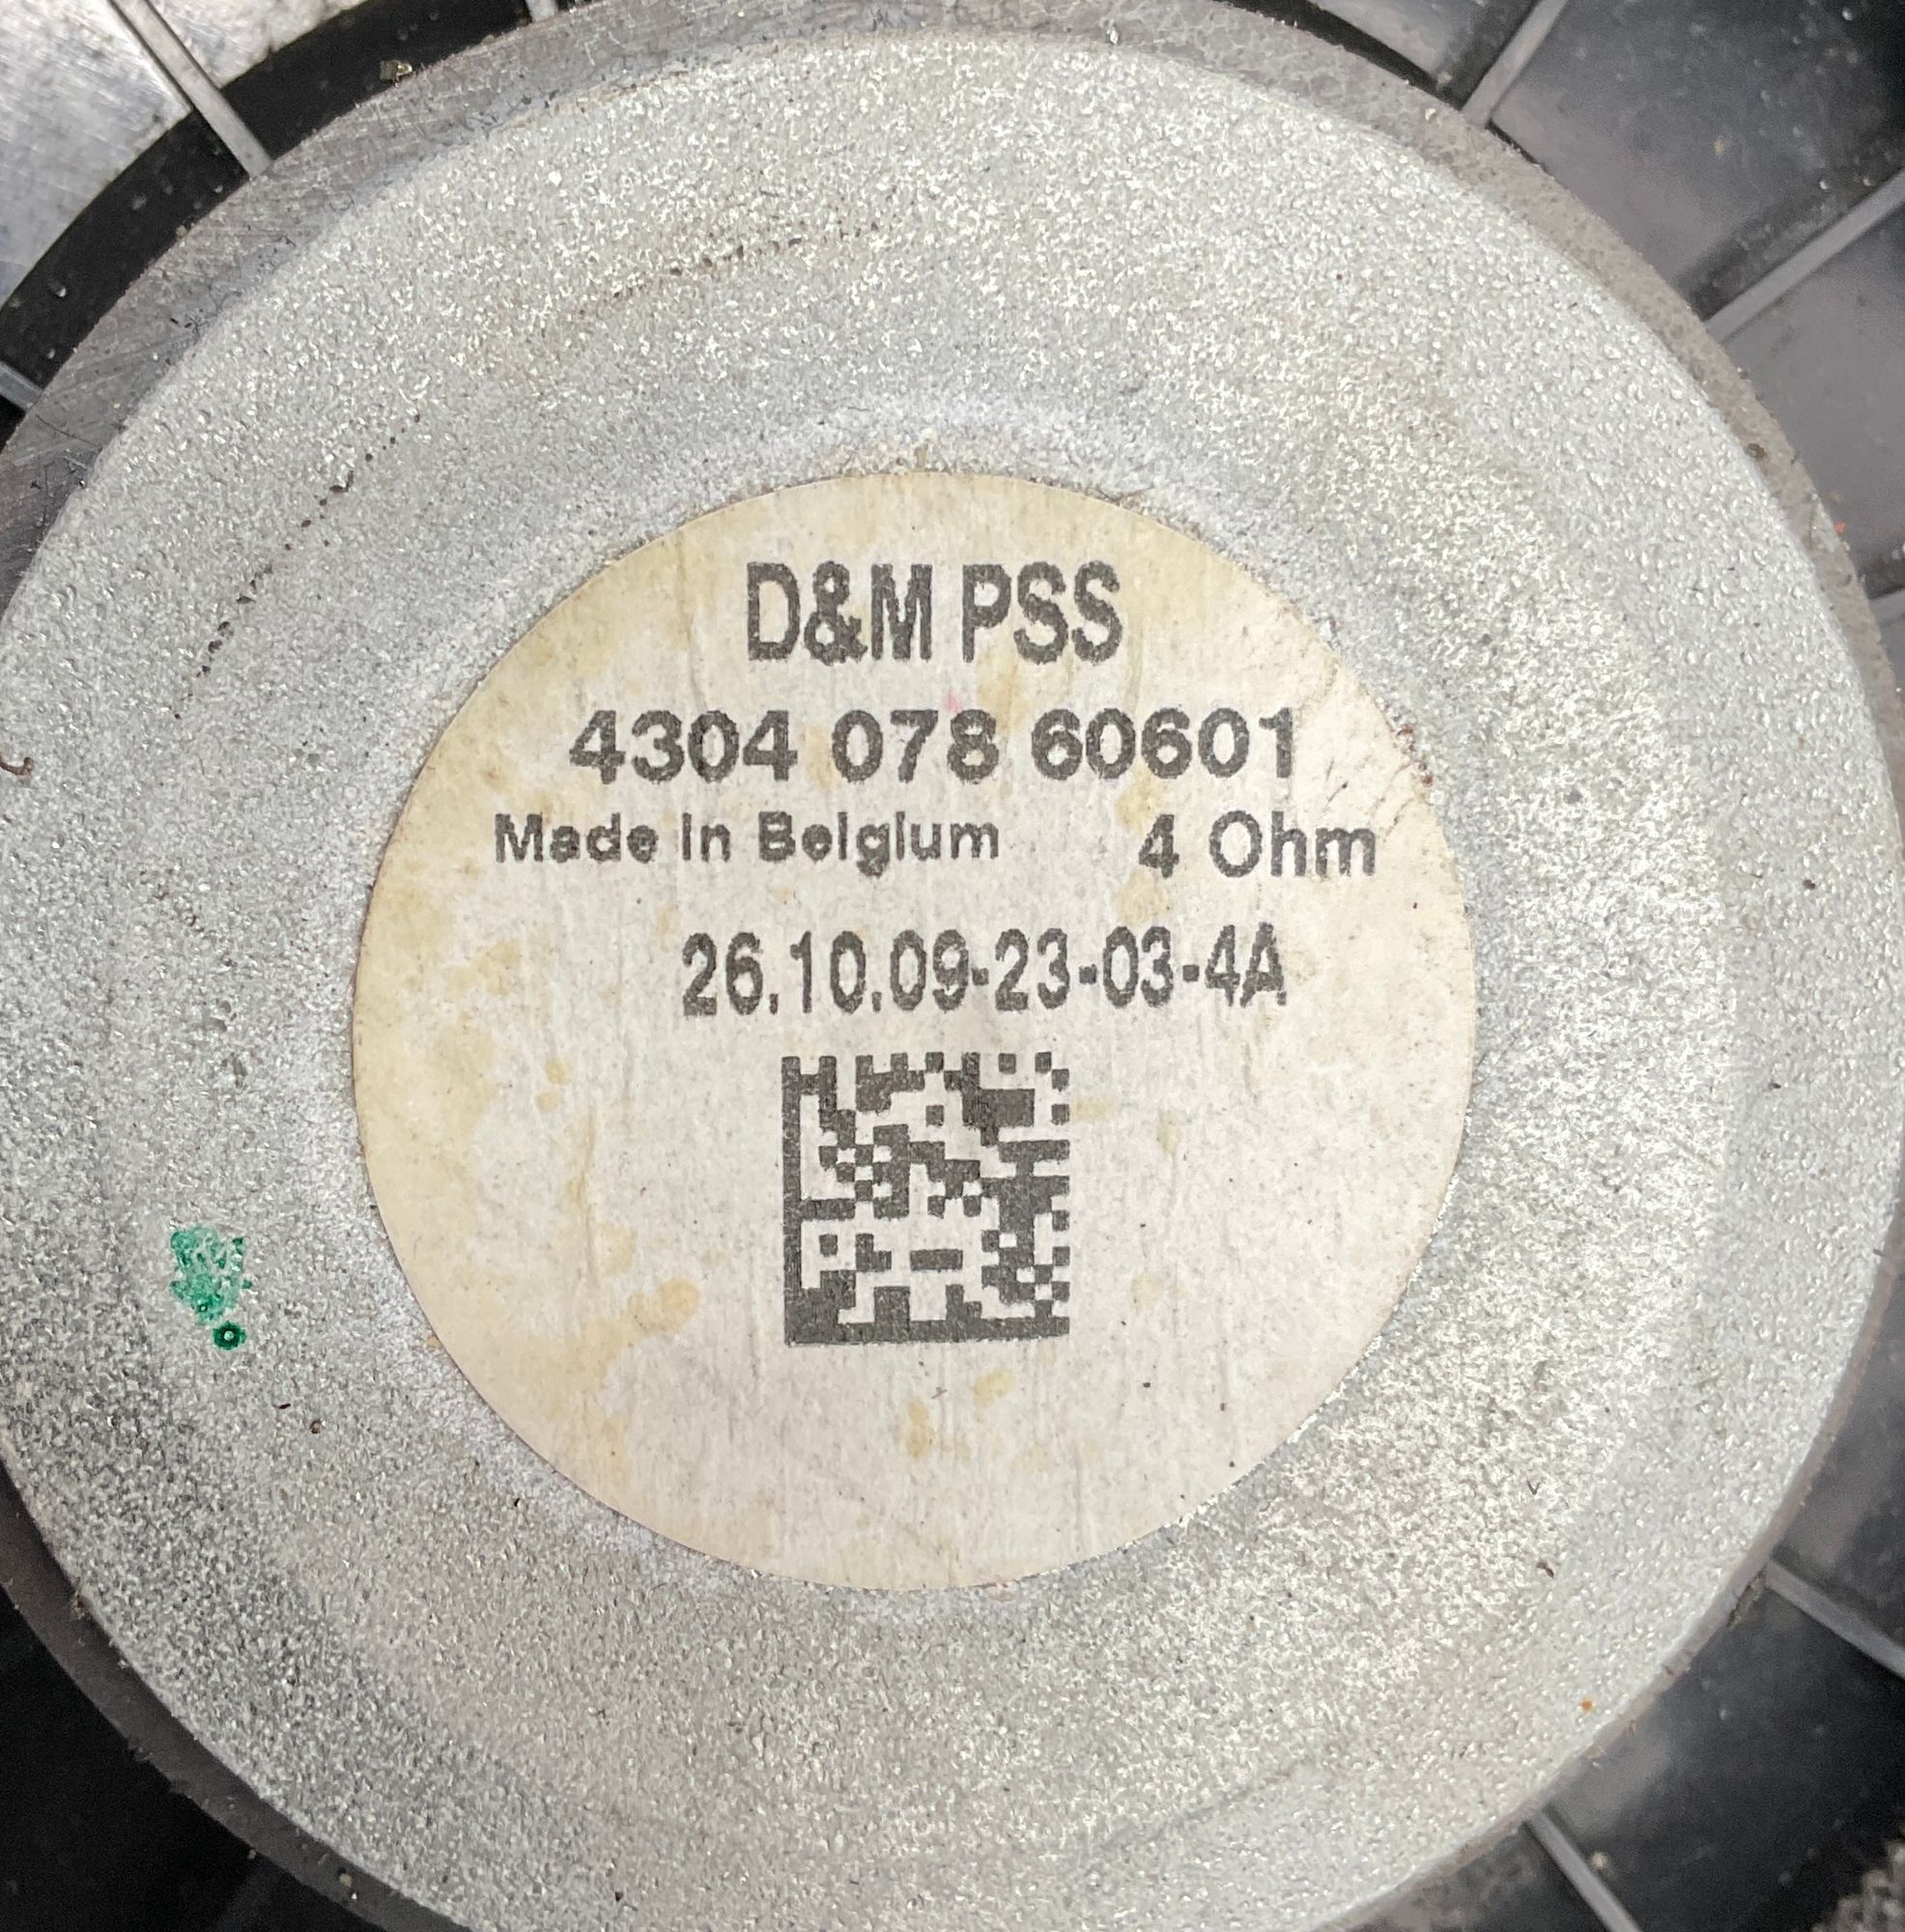 D&M PSS
4304 078 60601
Made in Belgium 4 Ohm
26.10.09-23-03-4A